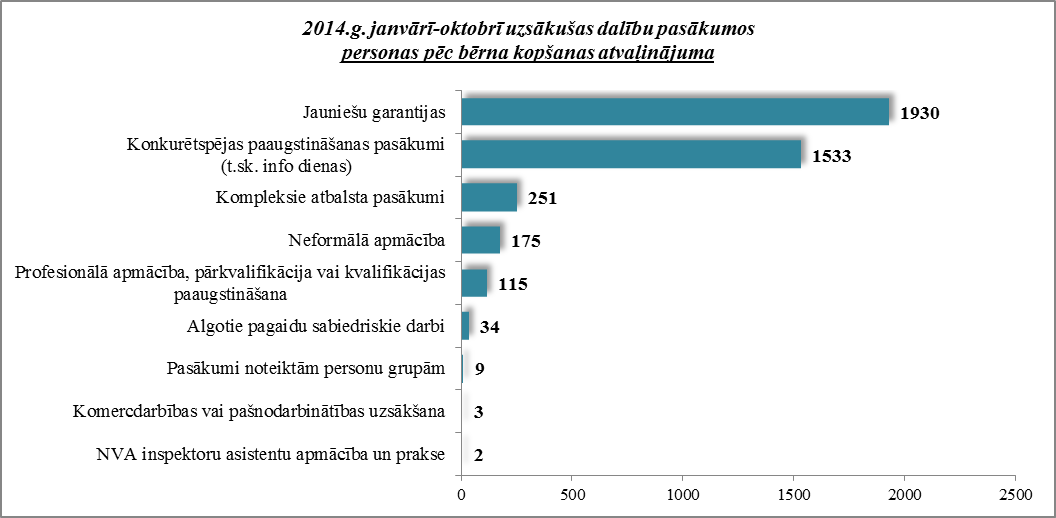 2014.g. janvārī-oktobrī uzsākušas dalību pasākumos
personas pēc bērna kopšanas atvaļinājuma
Jauniešu garantijas
1930
Konkurētspējas paaugstināšanas pasākumi
(t.sk. info dienas)
1533
Kompleksie atbalsta pasākumi
251
Neformālā apmācība
175
Profesionālā apmācība, pārkvalifikācija vai kvalifikācijas
paaugstināšana
115
Algotie pagaidu sabiedriskie darbi
34
Pasākumi noteiktām personu grupām
9
Komercdarbības vai pašnodarbinātības uzsākšana
3
NVA inspektoru asistentu apmācība un prakse
2
0 500 1000 1500 2000 2500